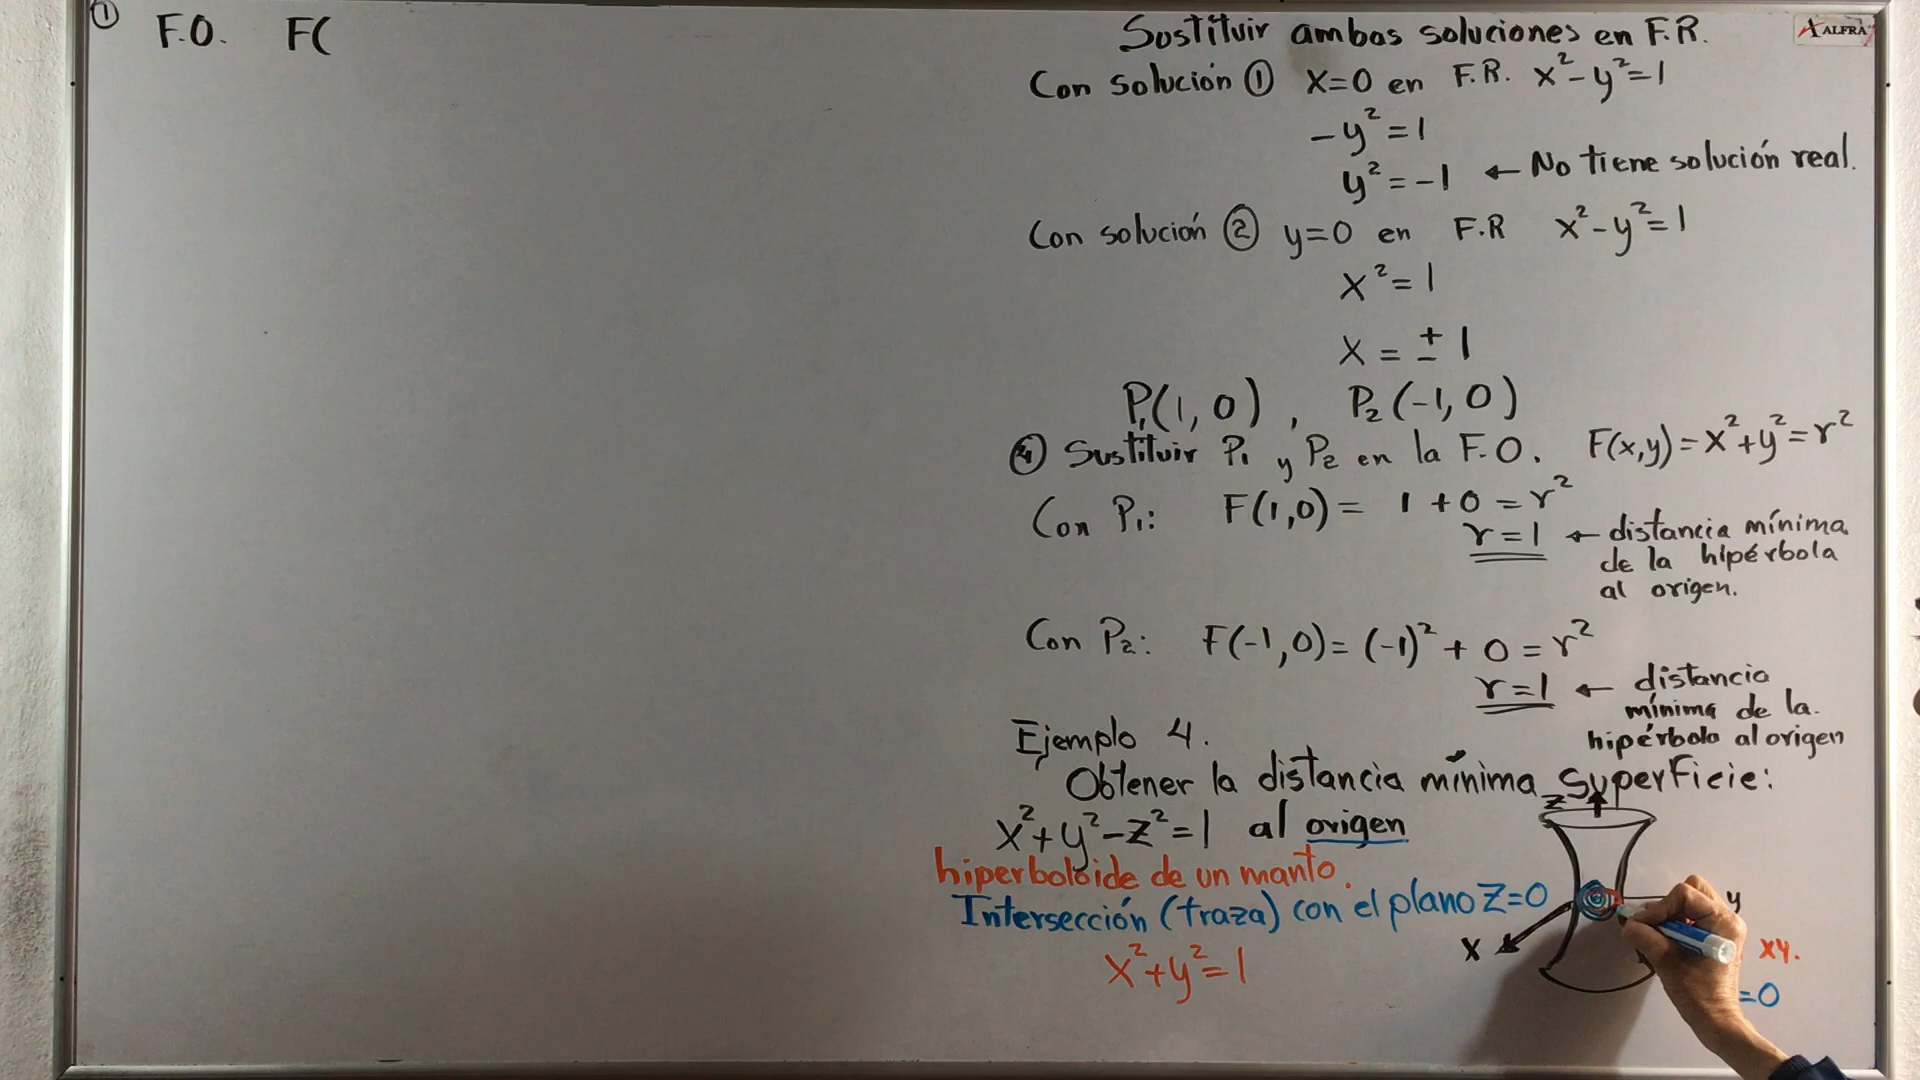 ① F.O. F(
Sustituir ambas soluciones en F.R.
ALFRA
Con solución ① x=0 en F.R. x²-y²=1
-y²=1
y²=-1 ← No tiene solución real.
Con solución ② y=0 en F.R x²-y²=1
x²=1
x=±1
P₁(1,0), P₂(-1,0)
④ Sustituir P₁ y P₂ en la F.O. F(x,y)=x²+y²=r²
Con P₁: F(1,0)= 1+0=r²
r=1 ← distancia mínima
de la hipérbola
al origen.
Con P₂: F(-1,0)=(-1)²+0=r²
r=1 ← distancia
mínima de la.
hipérbola al origen
Ejemplo 4.
Obtener la distancia mínima superficie:
x²+y²-z²=1 al origen
hiperboloide de un manto.
Intersección (traza) con el plano Z=0
x²+y²=1
z
y
x
xy.
=0